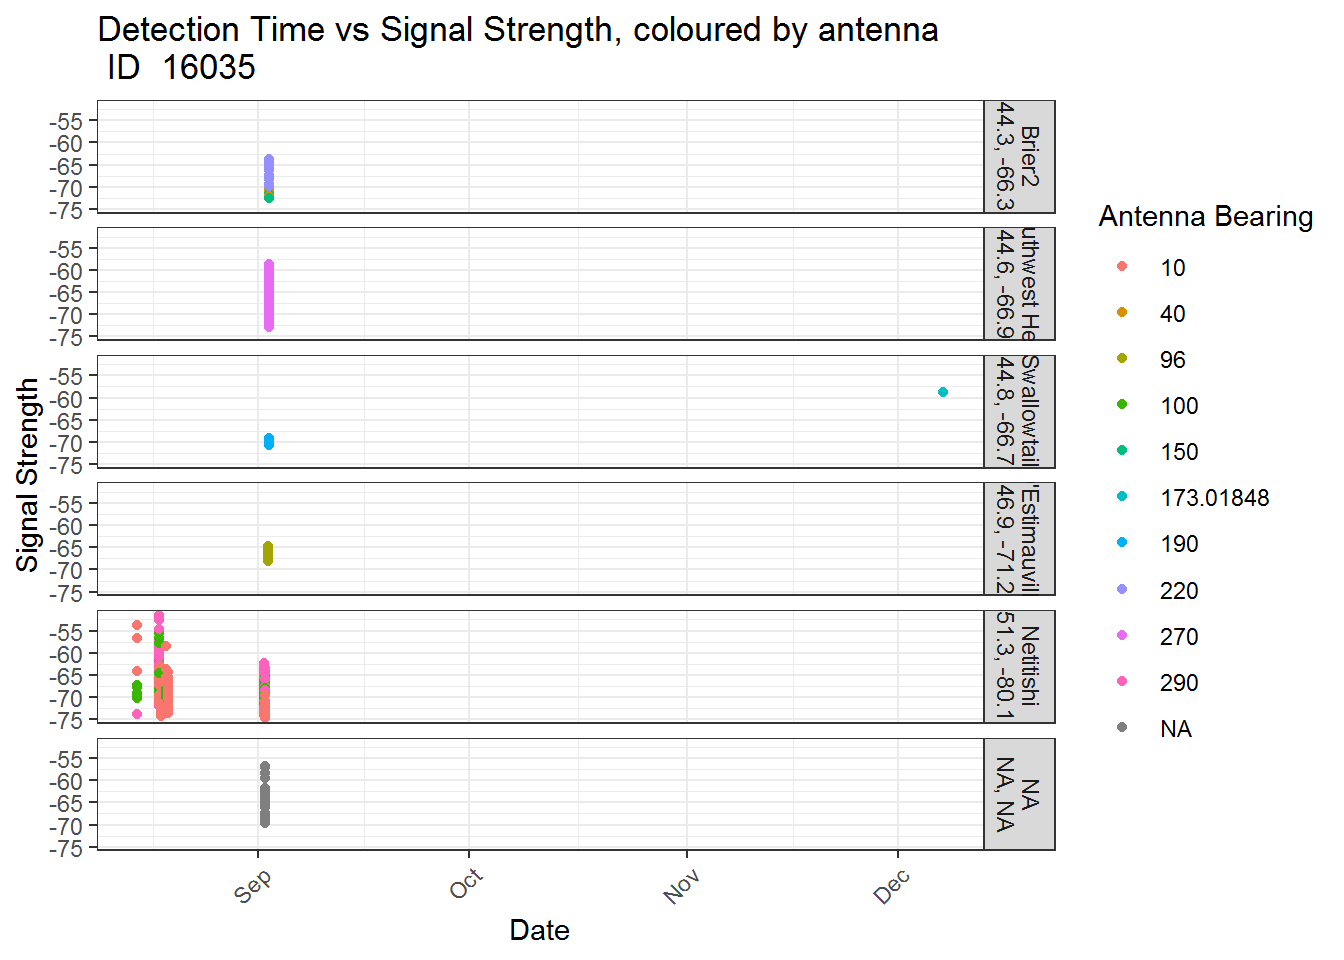 Detection Time vs Signal Strength, coloured by antenna
ID 16035
Signal Strength
-55
-60
-65
-70
-75
Brier2
44.3, -66.3
-55
-60
-65
-70
-75
uthwest He
44.6, -66.9
-55
-60
-65
-70
-75
Swallowtail
44.8, -66.7
-55
-60
-65
-70
-75
'Estimauvil
46.9, -71.2
-55
-60
-65
-70
-75
Netitishi
51.3, -80.1
-55
-60
-65
-70
-75
NA
NA, NA
Sep
Oct
Nov
Dec
Date
Antenna Bearing
10
40
96
100
150
173.01848
190
220
270
290
NA